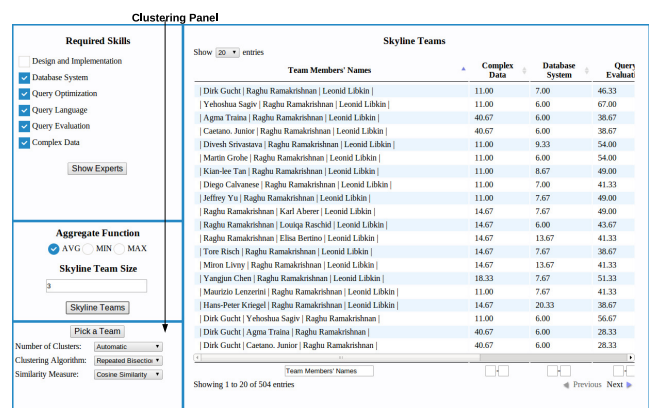 Clustering Panel
Required Skills
Design and Implementation
Database System
Query Optimization
Query Language
Query Evaluation
Complex Data
Show Experts
Aggregate Function
AVG MIN MAX
Skyline Team Size
3
Skyline Teams
Pick a Team
Number of Clusters: Automatic
Clustering Algorithm: Repeated Bisection
Similarity Measure: Cosine Similarity
Skyline Teams
Show 20 entries
Team Members' Names Complex Data Database System Query Evaluati
| Dirk Gucht | Raghu Ramakrishnan | Leonid Libkin | 11.00 7.00 46.33
| Yehoshua Sagiv | Raghu Ramakrishnan | Leonid Libkin | 11.00 6.00 67.00
| Agma Traina | Raghu Ramakrishnan | Leonid Libkin | 40.67 6.00 38.67
| Caetano. Junior | Raghu Ramakrishnan | Leonid Libkin | 40.67 6.00 38.67
| Divesh Srivastava | Raghu Ramakrishnan | Leonid Libkin | 11.00 9.33 54.00
| Martin Grohe | Raghu Ramakrishnan | Leonid Libkin | 11.00 6.00 54.00
| Kian-lee Tan | Raghu Ramakrishnan | Leonid Libkin | 11.00 8.67 49.00
| Diego Calvanese | Raghu Ramakrishnan | Leonid Libkin | 11.00 7.00 41.33
| Jeffrey Yu | Raghu Ramakrishnan | Leonid Libkin | 11.00 7.67 49.00
| Raghu Ramakrishnan | Karl Aberer | Leonid Libkin | 14.67 7.67 49.00
| Raghu Ramakrishnan | Louiqa Raschid | Leonid Libkin | 14.67 6.00 43.67
| Raghu Ramakrishnan | Elisa Bertino | Leonid Libkin | 14.67 13.67 41.33
| Tore Risch | Raghu Ramakrishnan | Leonid Libkin | 14.67 7.67 38.67
| Miron Livny | Raghu Ramakrishnan | Leonid Libkin | 14.67 13.67 41.33
| Yangjun Chen | Raghu Ramakrishnan | Leonid Libkin | 18.33 7.67 51.33
| Maurizio Lenzerini | Raghu Ramakrishnan | Leonid Libkin | 11.00 7.67 41.33
| Hans-Peter Kriegel | Raghu Ramakrishnan | Leonid Libkin | 14.67 20.33 38.67
| Dirk Gucht | Yehoshua Sagiv | Raghu Ramakrishnan | 11.00 6.00 56.67
| Dirk Gucht | Agma Traina | Raghu Ramakrishnan | 40.67 6.00 28.33
| Dirk Gucht | Caetano. Junior | Raghu Ramakrishnan | 40.67 6.00 28.33
Team Members' Names - - -
Showing 1 to 20 of 504 entries Previous Next